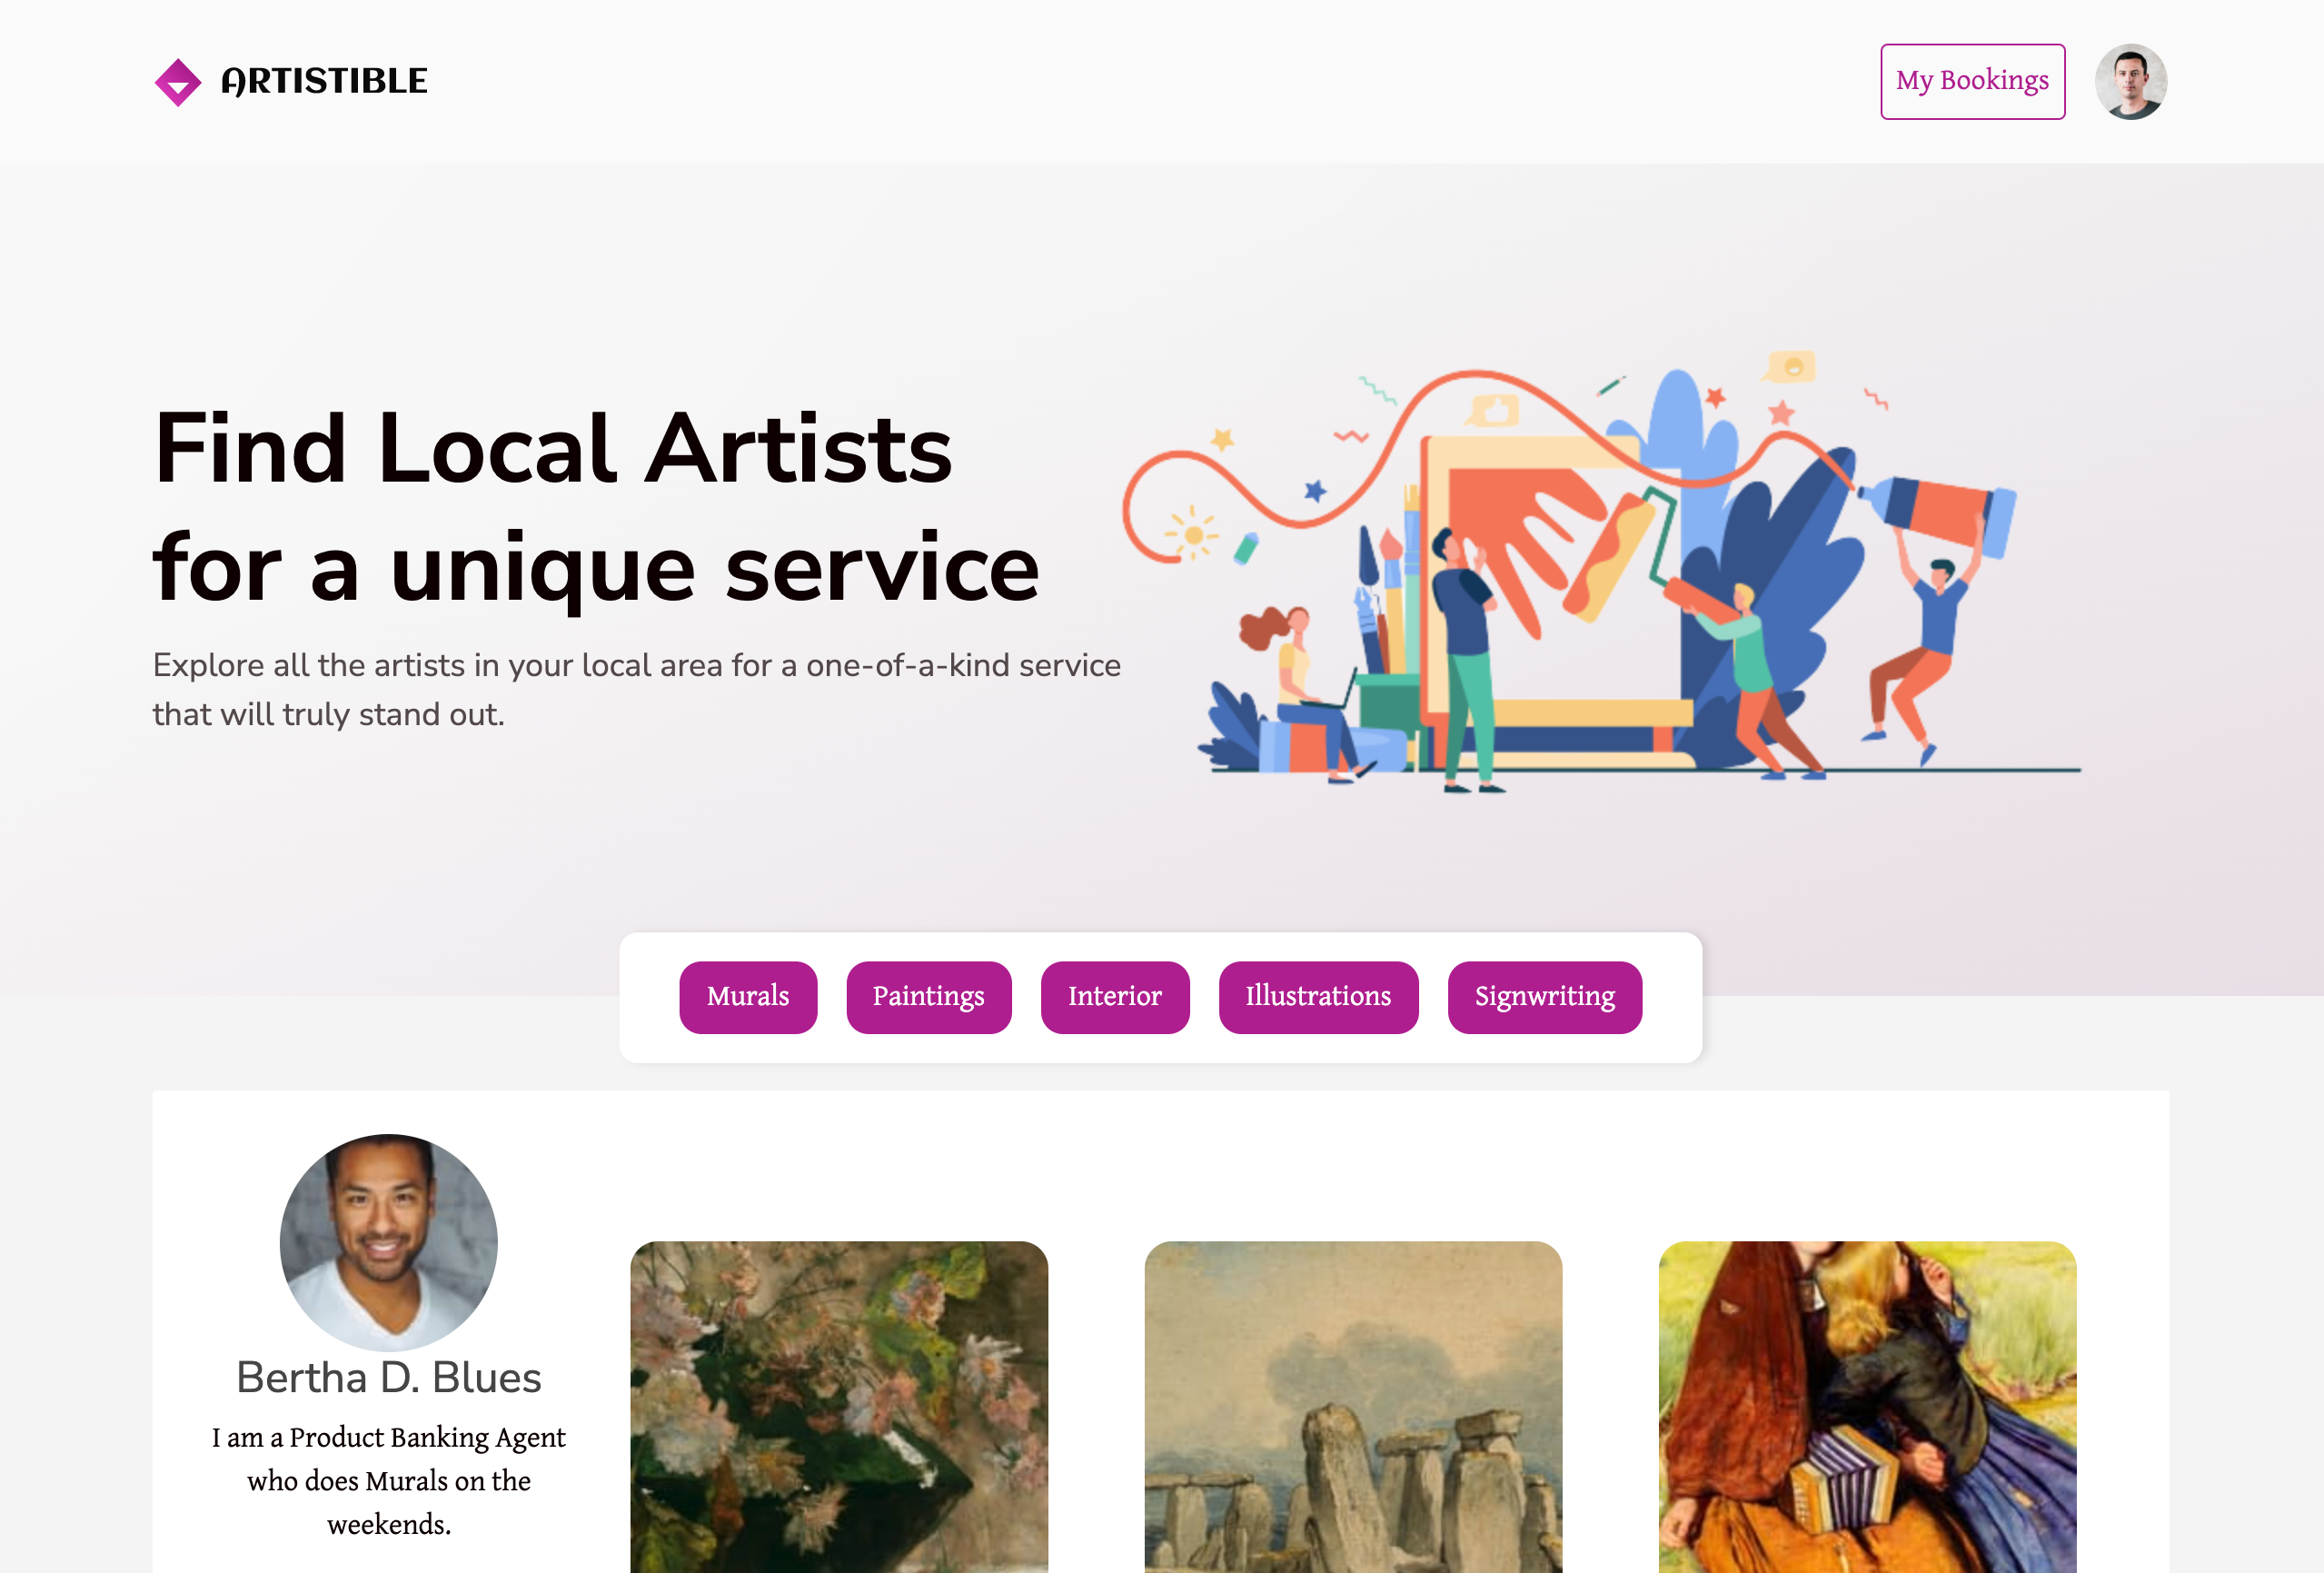 ARTISTIBLE
My Bookings
Find Local Artists
for a unique service
Explore all the artists in your local area for a one-of-a-kind service
that will truly stand out.
Murals
Paintings
Interior
Illustrations
Signwriting
Bertha D. Blues
I am a Product Banking Agent
who does Murals on the
weekends.